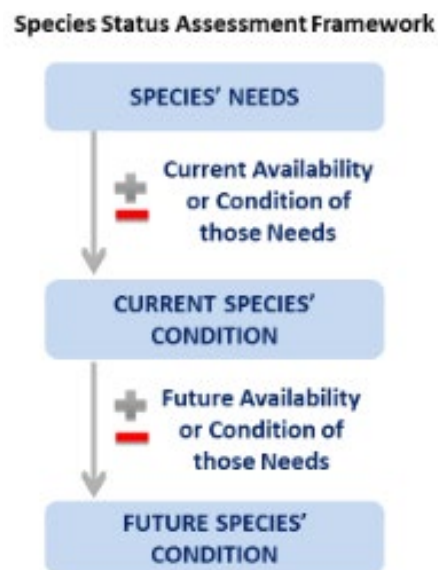 Species Status Assessment Framework
SPECIES' NEEDS
Current Availability
or Condition of
those Needs
CURRENT SPECIES'
CONDITION
Future Availability
or Condition of
those Needs
FUTURE SPECIES'
CONDITION